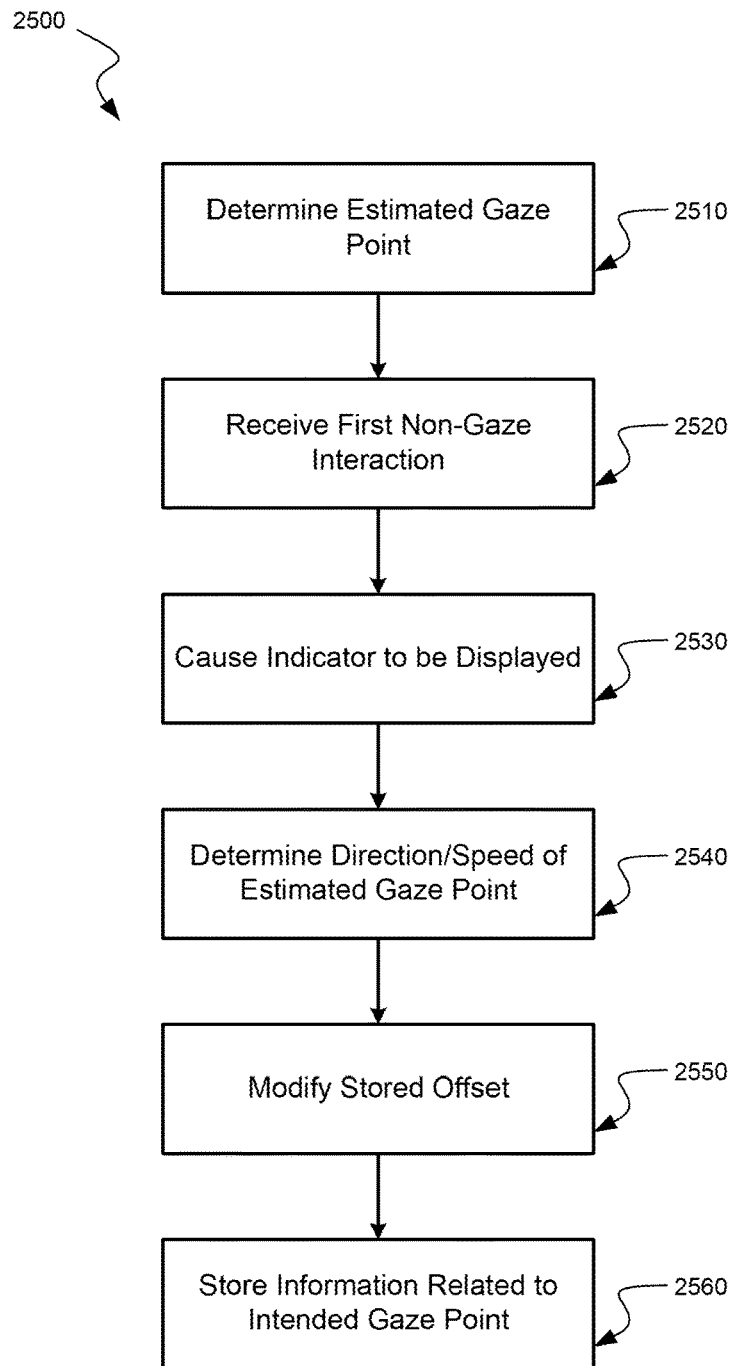 2500
Determine Estimated Gaze
Point
2510
Receive First Non-Gaze
Interaction
2520
Cause Indicator to be Displayed
2530
Determine Direction/Speed of
Estimated Gaze Point
2540
Modify Stored Offset
2550
Store Information Related to
Intended Gaze Point
2560